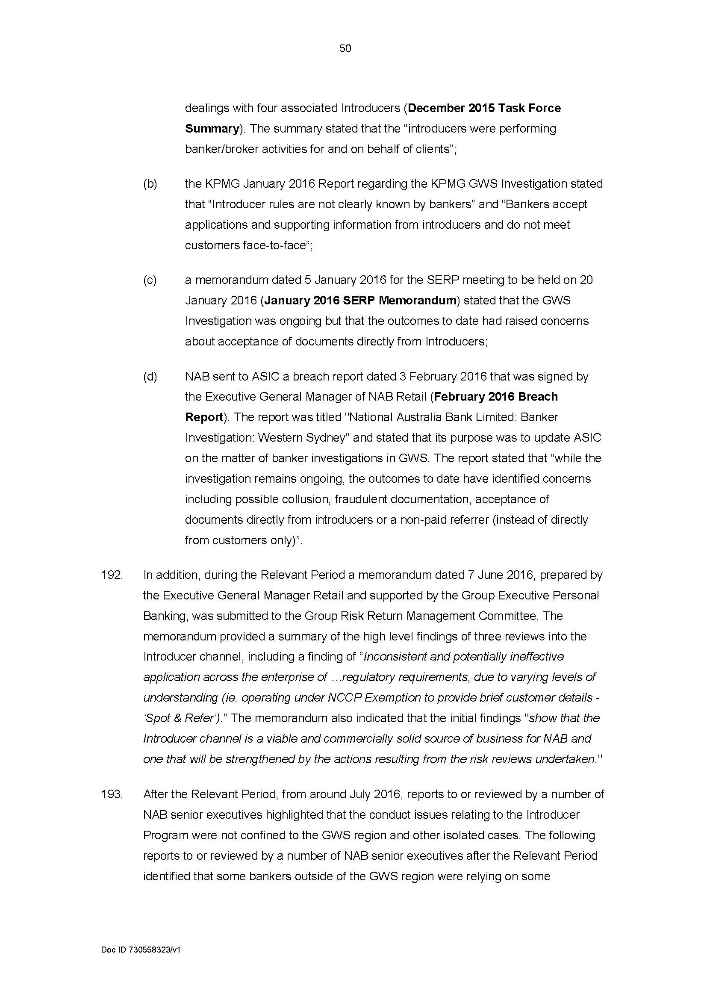 50
dealings with four associated Introducers (December 2015 Task Force
Summary). The summary stated that the “introducers were performing
banker/broker activities for and on behalf of clients”;
(b) the KPMG January 2016 Report regarding the KPMG GWS Investigation stated
that “Introducer rules are not clearly known by bankers” and “Bankers accept
applications and supporting information from introducers and do not meet
customers face-to-face”;
(c) a memorandum dated 5 January 2016 for the SERP meeting to be held on 20
January 2016 (January 2016 SERP Memorandum) stated that the GWS
Investigation was ongoing but that the outcomes to date had raised concerns
about acceptance of documents directly from Introducers;
(d) NAB sent to ASIC a breach report dated 3 February 2016 that was signed by
the Executive General Manager of NAB Retail (February 2016 Breach
Report). The report was titled "National Australia Bank Limited: Banker
Investigation: Western Sydney" and stated that its purpose was to update ASIC
on the matter of banker investigations in GWS. The report stated that “while the
investigation remains ongoing, the outcomes to date have identified concerns
including possible collusion, fraudulent documentation, acceptance of
documents directly from introducers or a non-paid referrer (instead of directly
from customers only)”.
192. In addition, during the Relevant Period a memorandum dated 7 June 2016, prepared by
the Executive General Manager Retail and supported by the Group Executive Personal
Banking, was submitted to the Group Risk Return Management Committee. The
memorandum provided a summary of the high level findings of three reviews into the
Introducer channel, including a finding of “Inconsistent and potentially ineffective
application across the enterprise of …regulatory requirements, due to varying levels of
understanding (ie. operating under NCCP Exemption to provide brief customer details -
‘Spot & Refer’).” The memorandum also indicated that the initial findings "show that the
Introducer channel is a viable and commercially solid source of business for NAB and
one that will be strengthened by the actions resulting from the risk reviews undertaken."
193. After the Relevant Period, from around July 2016, reports to or reviewed by a number of
NAB senior executives highlighted that the conduct issues relating to the Introducer
Program were not confined to the GWS region and other isolated cases. The following
reports to or reviewed by a number of NAB senior executives after the Relevant Period
identified that some bankers outside of the GWS region were relying on some
Doc ID 730558323/v1